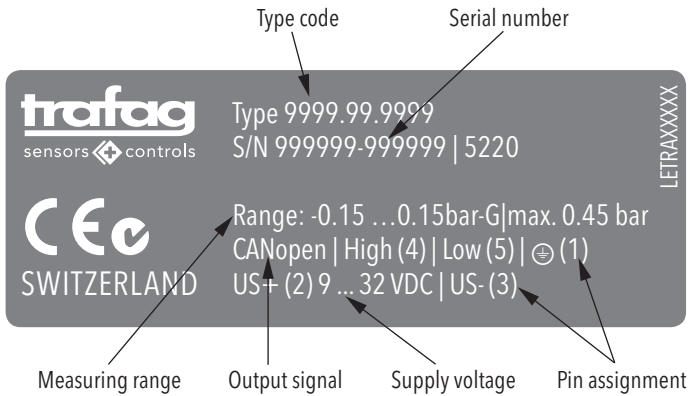 Type code Serial number
trafag
sensors controls
Type 9999.99.9999
S/N 999999-999999 | 5220
LETRAXXXXX
CE
SWITZERLAND
Range: -0.15 ...0.15bar-G|max. 0.45 bar
CANopen | High (4) | Low (5) | ⏚ (1)
US+ (2) 9 ... 32 VDC | US- (3)
Measuring range Output signal Supply voltage Pin assignment